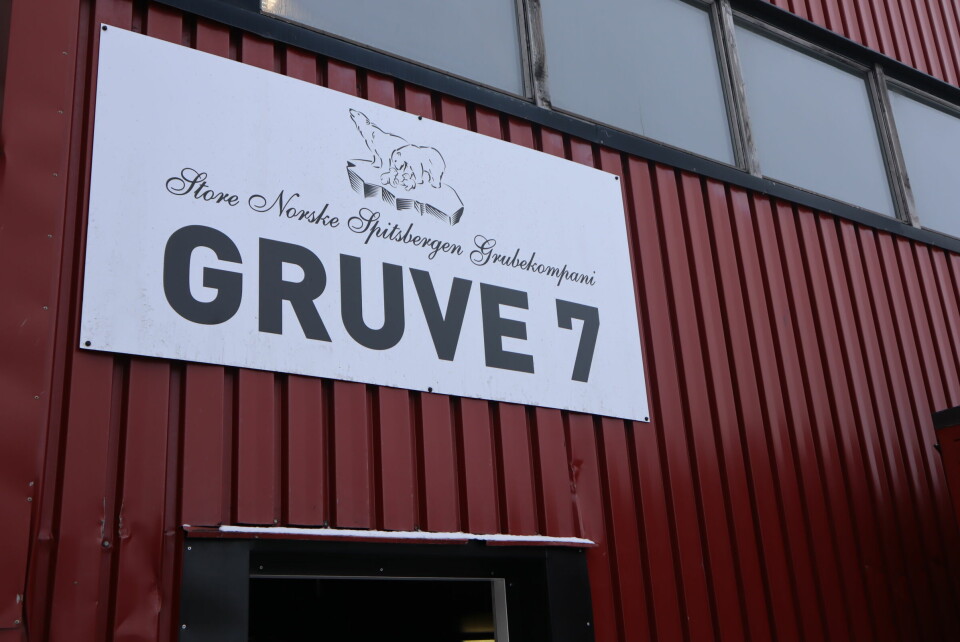 Store Norske Spitsbergen Grubekompani
GRUVE 7